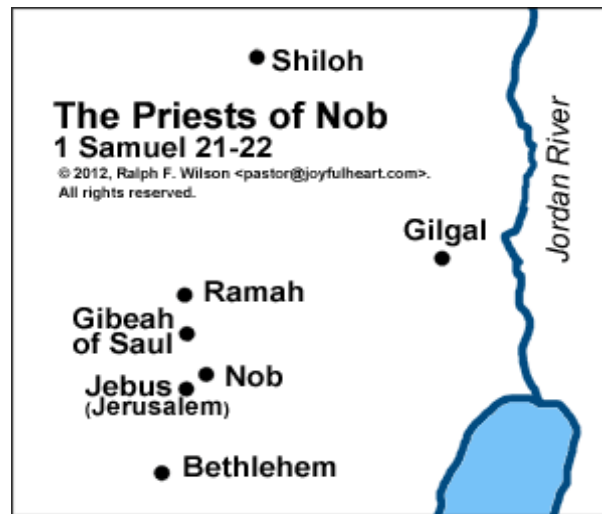 Shiloh
The Priests of Nob
1 Samuel 21-22
© 2012, Ralph F. Wilson <pastor@joyfulheart.com>.
All rights reserved.
Jordan River
Gilgal
Ramah
Gibeah
of Saul
Nob
Jebus
(Jerusalem)
Bethlehem